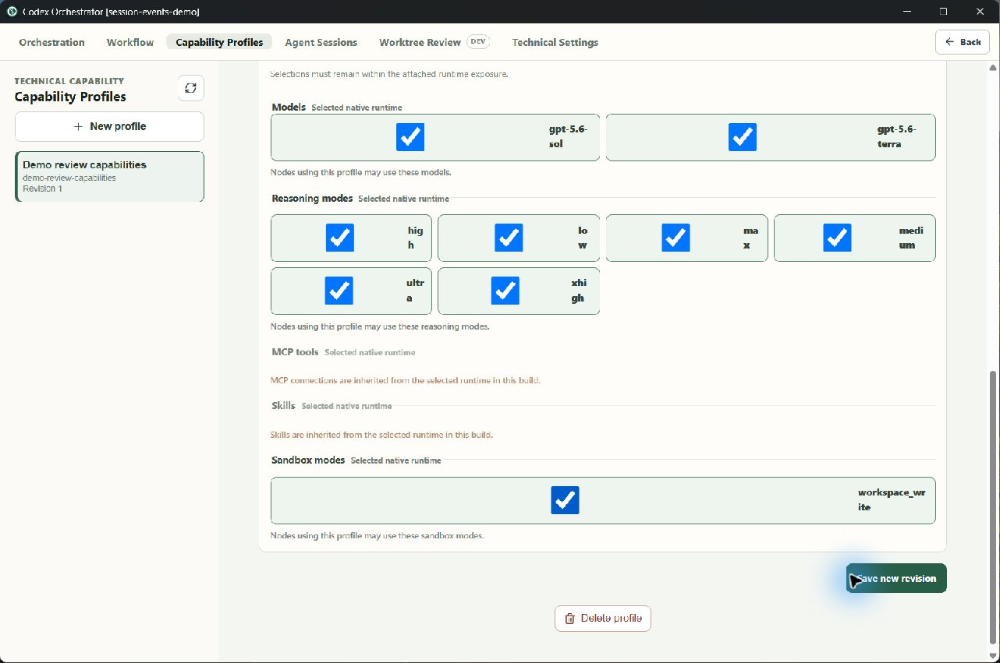 Codex Orchestrator [session-events-demo]
Orchestration
Workflow
Capability Profiles
Agent Sessions
Worktree Review DEV
Technical Settings
Back
TECHNICAL CAPABILITY
Capability Profiles
New profile
Demo review capabilities
demo-review-capabilities
Revision 1
Selections must remain within the attached runtime exposure.
Models Selected native runtime
gpt-5.6-
sol
gpt-5.6-
terra
Nodes using this profile may use these models.
Reasoning modes Selected native runtime
hig
h
lo
w
ma
x
medi
um
ultr
a
xhi
gh
Nodes using this profile may use these reasoning modes.
MCP tools Selected native runtime
MCP connections are inherited from the selected runtime in this build.
Skills Selected native runtime
Skills are inherited from the selected runtime in this build.
Sandbox modes Selected native runtime
workspace_wr
ite
Nodes using this profile may use these sandbox modes.
Save new revision
Delete profile